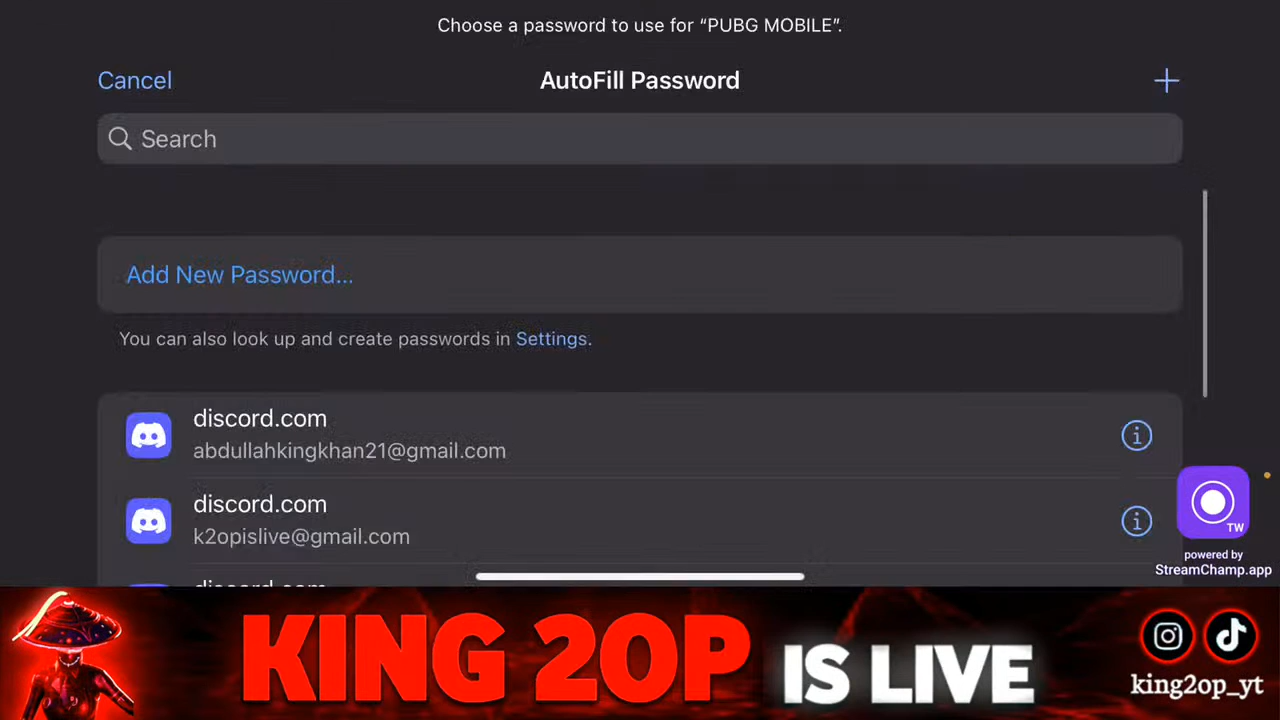 Choose a password to use for “PUBG MOBILE”.
Cancel
AutoFill Password
Search
Add New Password...
You can also look up and create passwords in Settings.
discord.com
abdullahkingkhan21@gmail.com
discord.com
k2opislive@gmail.com
discord.com
TW
powered by
StreamChamp.app
KING 2OP IS LIVE
king2op_yt